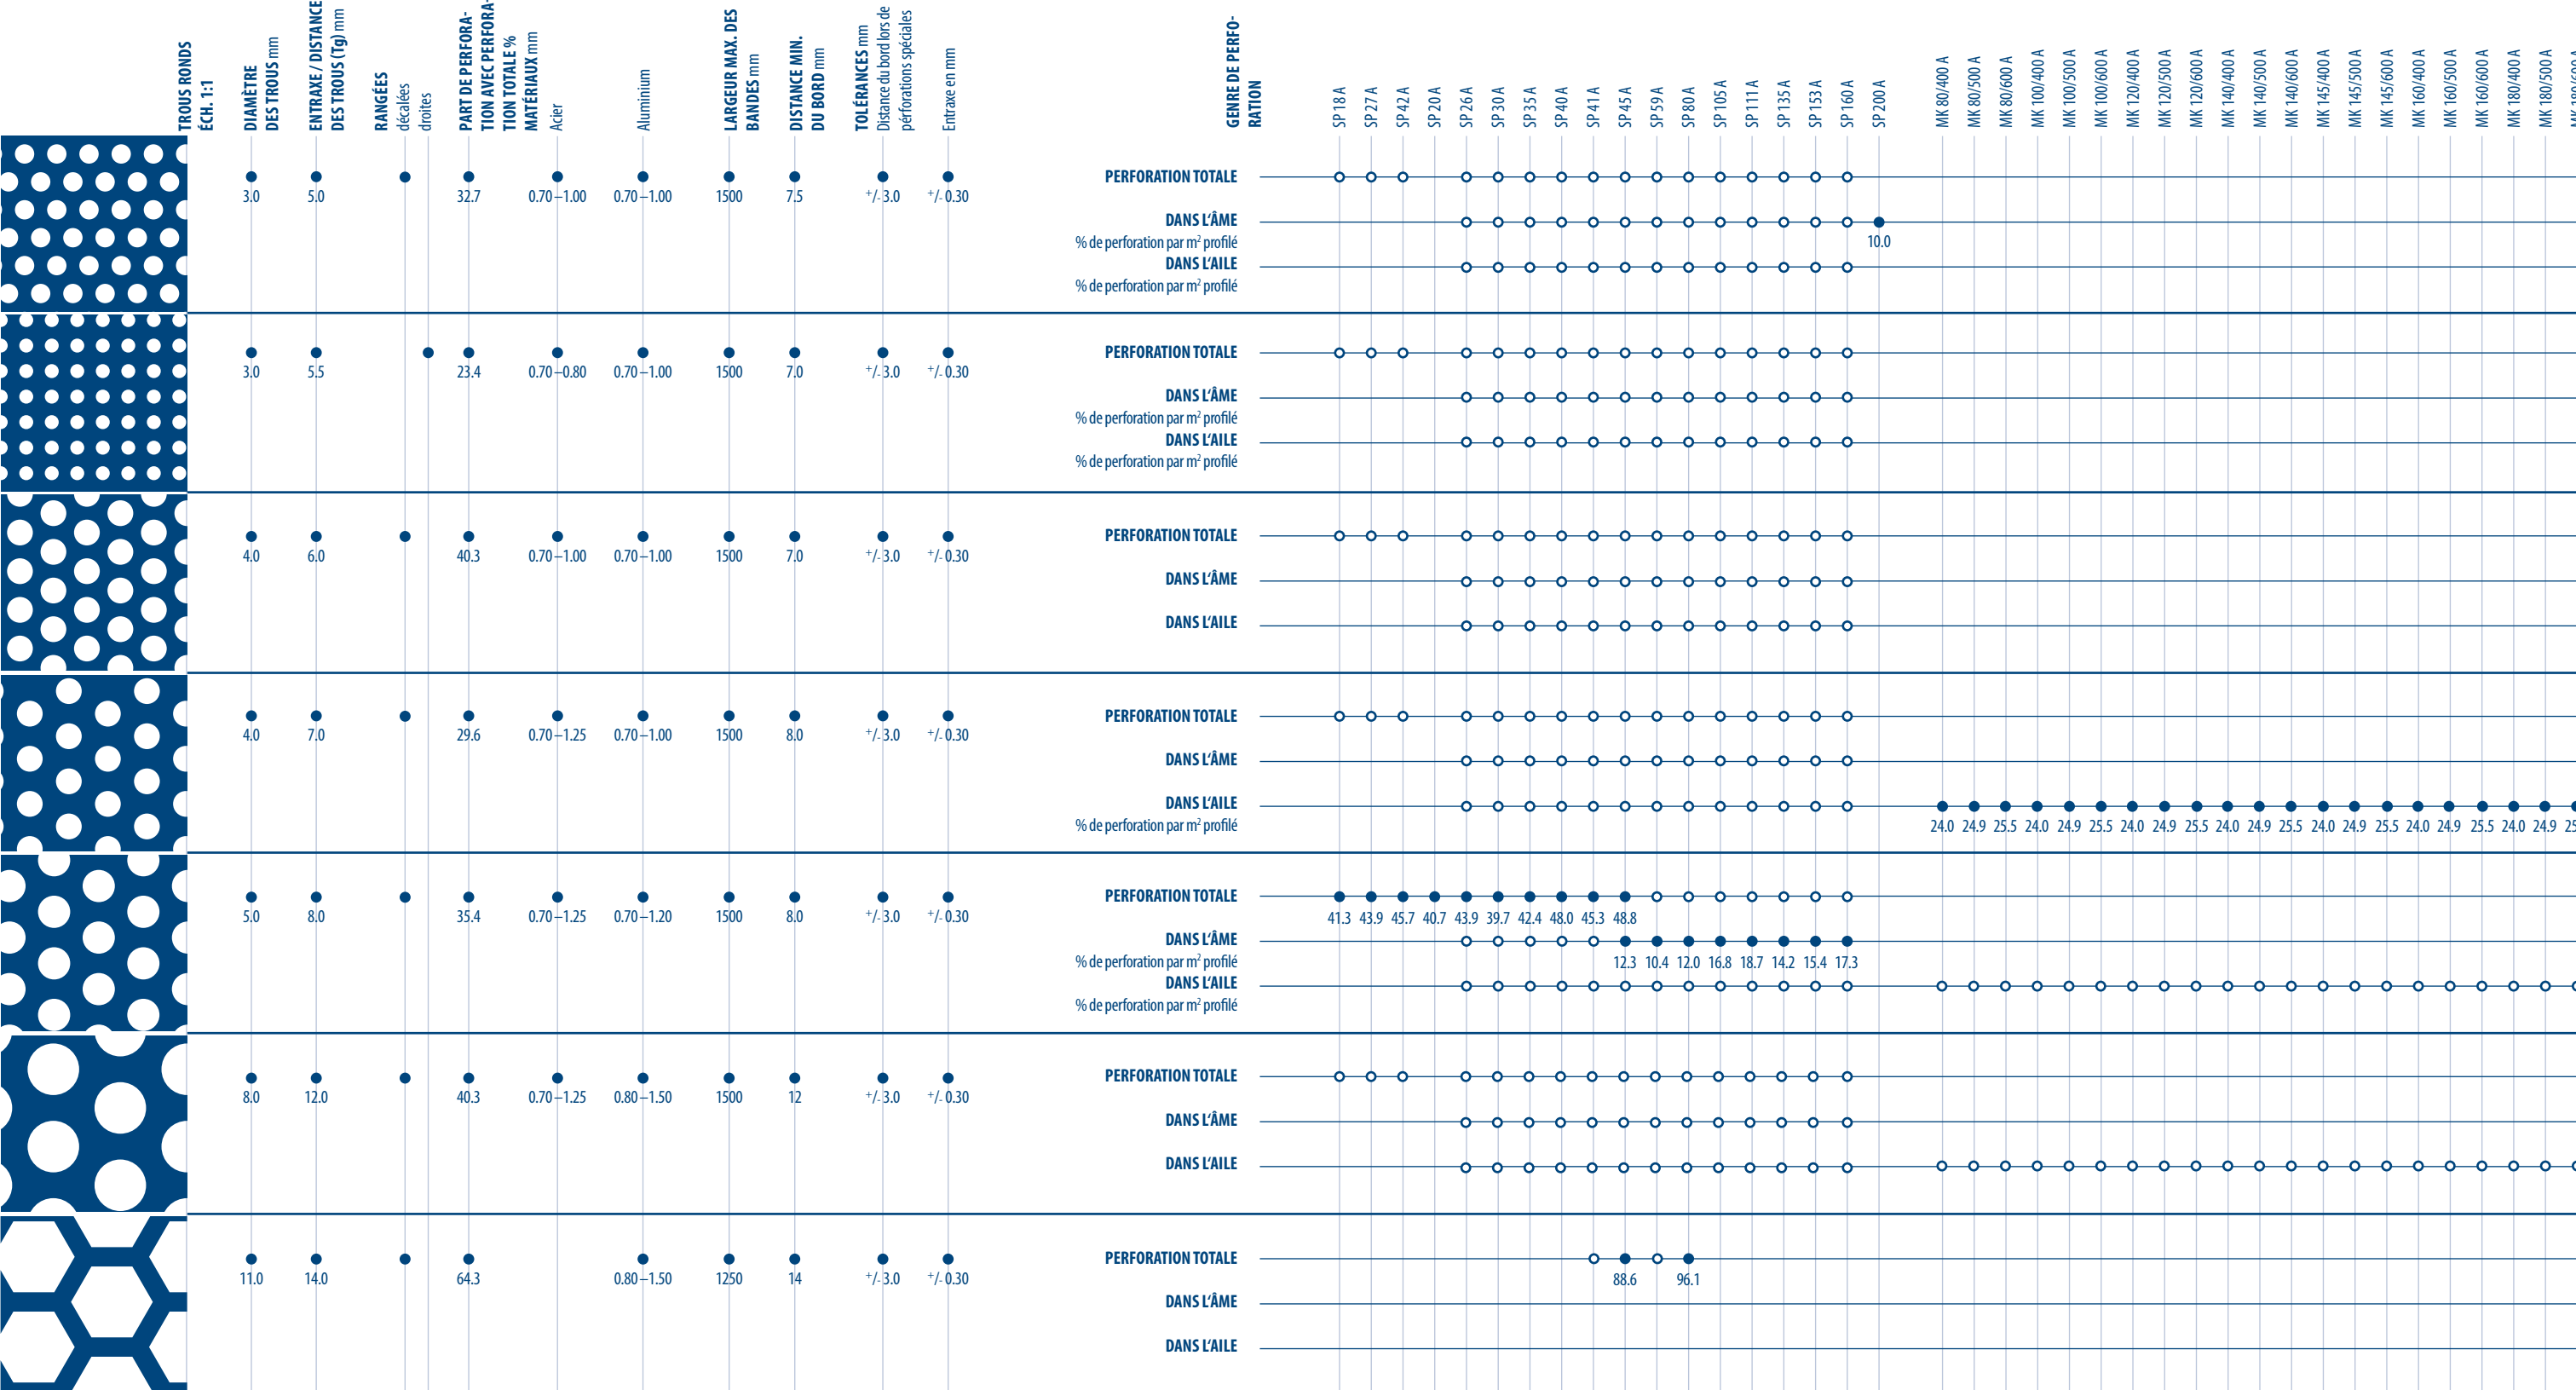 TROUS RONDS
ÉCH. 1:1
DIAMÈTRE
DES TROUS mm
ENTRAXE / DISTANCE
DES TROUS (Tg) mm
RANGÉES
décalées
droites
PART DE PERFORA-
TION AVEC PERFORA-
TION TOTALE %
MATÉRIAUX mm
Acier
Aluminium
LARGEUR MAX. DES
BANDES mm
DISTANCE MIN.
DU BORD mm
TOLÉRANCES mm
Distance du bord lors de
pérforations spéciales
Entraxe en mm
GENRE DE PERFO-
RATION
SP 18 A
SP 27 A
SP 42 A
SP 20 A
SP 26 A
SP 30 A
SP 35 A
SP 40 A
SP 41 A
SP 45 A
SP 59 A
SP 80 A
SP 105 A
SP 111 A
SP 135 A
SP 153 A
SP 160 A
SP 200 A
MK 80/400 A
MK 80/500 A
MK 80/600 A
MK 100/400 A
MK 100/500 A
MK 100/600 A
MK 120/400 A
MK 120/500 A
MK 120/600 A
MK 140/400 A
MK 140/500 A
MK 140/600 A
MK 145/400 A
MK 145/500 A
MK 145/600 A
MK 160/400 A
MK 160/500 A
MK 160/600 A
MK 180/400 A
MK 180/500 A
PERFORATION TOTALE
3.0 5.0 32.7 0.70–1.00 0.70–1.00 1500 7.5 +/- 3.0 +/- 0.30
DANS L‘ÂME
% de perforation par m² profilé 10.0
DANS L‘AILE
% de perforation par m² profilé
PERFORATION TOTALE
3.0 5.5 23.4 0.70–0.80 0.70–1.00 1500 7.0 +/- 3.0 +/- 0.30
DANS L‘ÂME
% de perforation par m² profilé
DANS L‘AILE
% de perforation par m² profilé
PERFORATION TOTALE
4.0 6.0 40.3 0.70–1.00 0.70–1.00 1500 7.0 +/- 3.0 +/- 0.30
DANS L‘ÂME
DANS L‘AILE
PERFORATION TOTALE
4.0 7.0 29.6 0.70–1.25 0.70–1.00 1500 8.0 +/- 3.0 +/- 0.30
DANS L‘ÂME
DANS L‘AILE
% de perforation par m² profilé 24.0 24.9 25.5 24.0 24.9 25.5 24.0 24.9 25.5 24.0 24.9 25.5 24.0 24.9 25.5 24.0 24.9 25.5 24.0 24.9
PERFORATION TOTALE
5.0 8.0 35.4 0.70–1.25 0.70–1.20 1500 8.0 +/- 3.0 +/- 0.30 41.3 43.9 45.7 40.7 43.9 39.7 42.4 48.0 45.3 48.8
DANS L‘ÂME
% de perforation par m² profilé 12.3 10.4 12.0 16.8 18.7 14.2 15.4 17.3
DANS L‘AILE
% de perforation par m² profilé
PERFORATION TOTALE
8.0 12.0 40.3 0.70–1.25 0.80–1.50 1500 12 +/- 3.0 +/- 0.30
DANS L‘ÂME
DANS L‘AILE
PERFORATION TOTALE
11.0 14.0 64.3 0.80–1.50 1250 14 +/- 3.0 +/- 0.30 88.6 96.1
DANS L‘ÂME
DANS L‘AILE